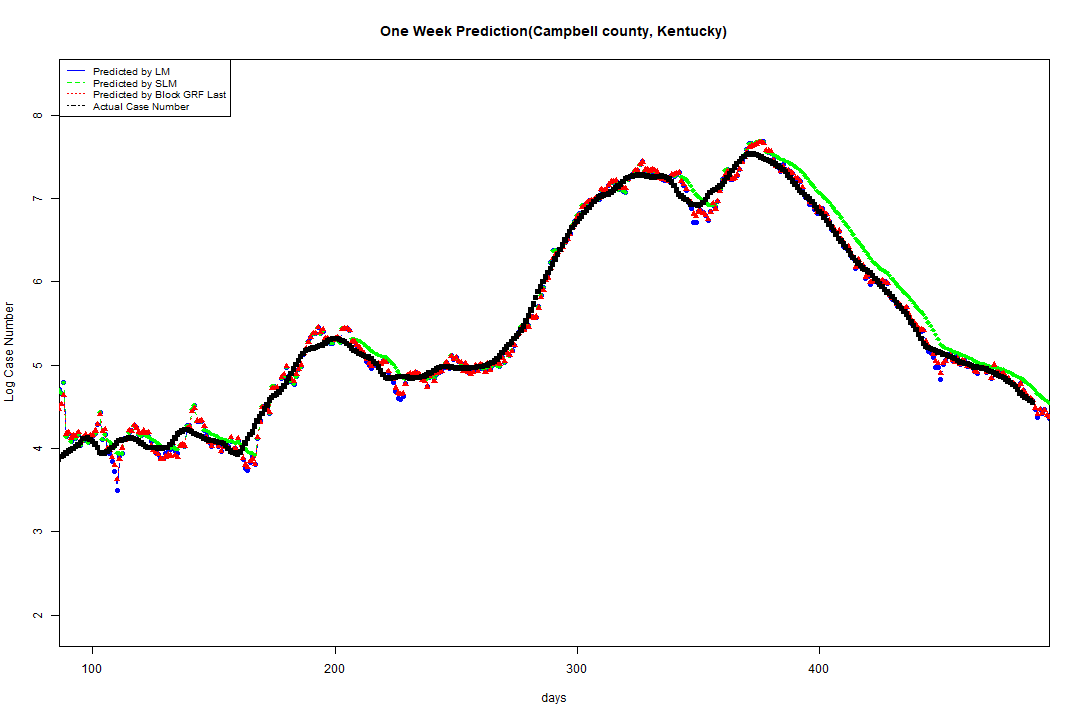 One Week Prediction(Campbell county, Kentucky)
Predicted by LM
Predicted by SLM
Predicted by Block GRF Last
Actual Case Number
Log Case Number
8
7
6
5
4
3
2
100 200 300 400
days